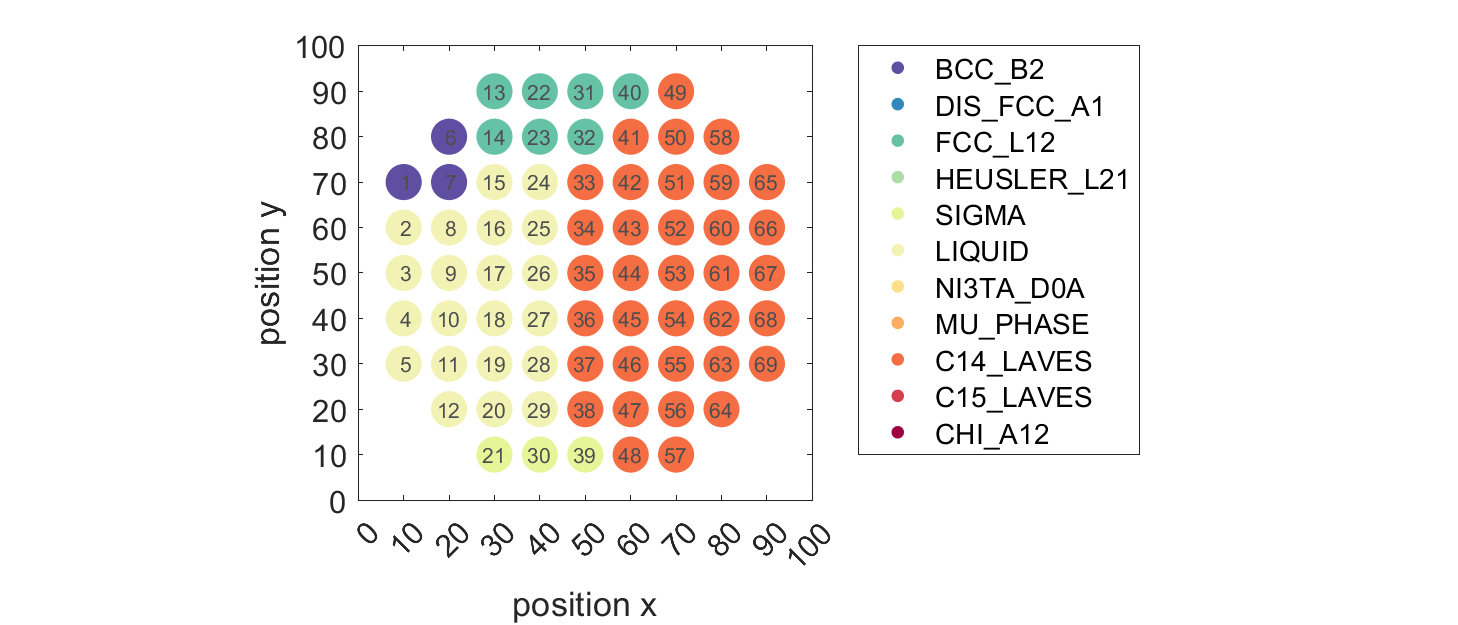 100
90
80
70
60
50
40
30
20
10
0
position y
13 22 31 40 49
6 14 23 32 41 50 58
1 7 15 24 33 42 51 59 65
2 8 16 25 34 43 52 60 66
3 9 17 26 35 44 53 61 67
4 10 18 27 36 45 54 62 68
5 11 19 28 37 46 55 63 69
12 20 29 38 47 56 64
21 30 39 48 57
0 10 20 30 40 50 60 70 80 90 100
position x
BCC_B2
DIS_FCC_A1
FCC_L12
HEUSLER_L21
SIGMA
LIQUID
NI3TA_D0A
MU_PHASE
C14_LAVES
C15_LAVES
CHI_A12